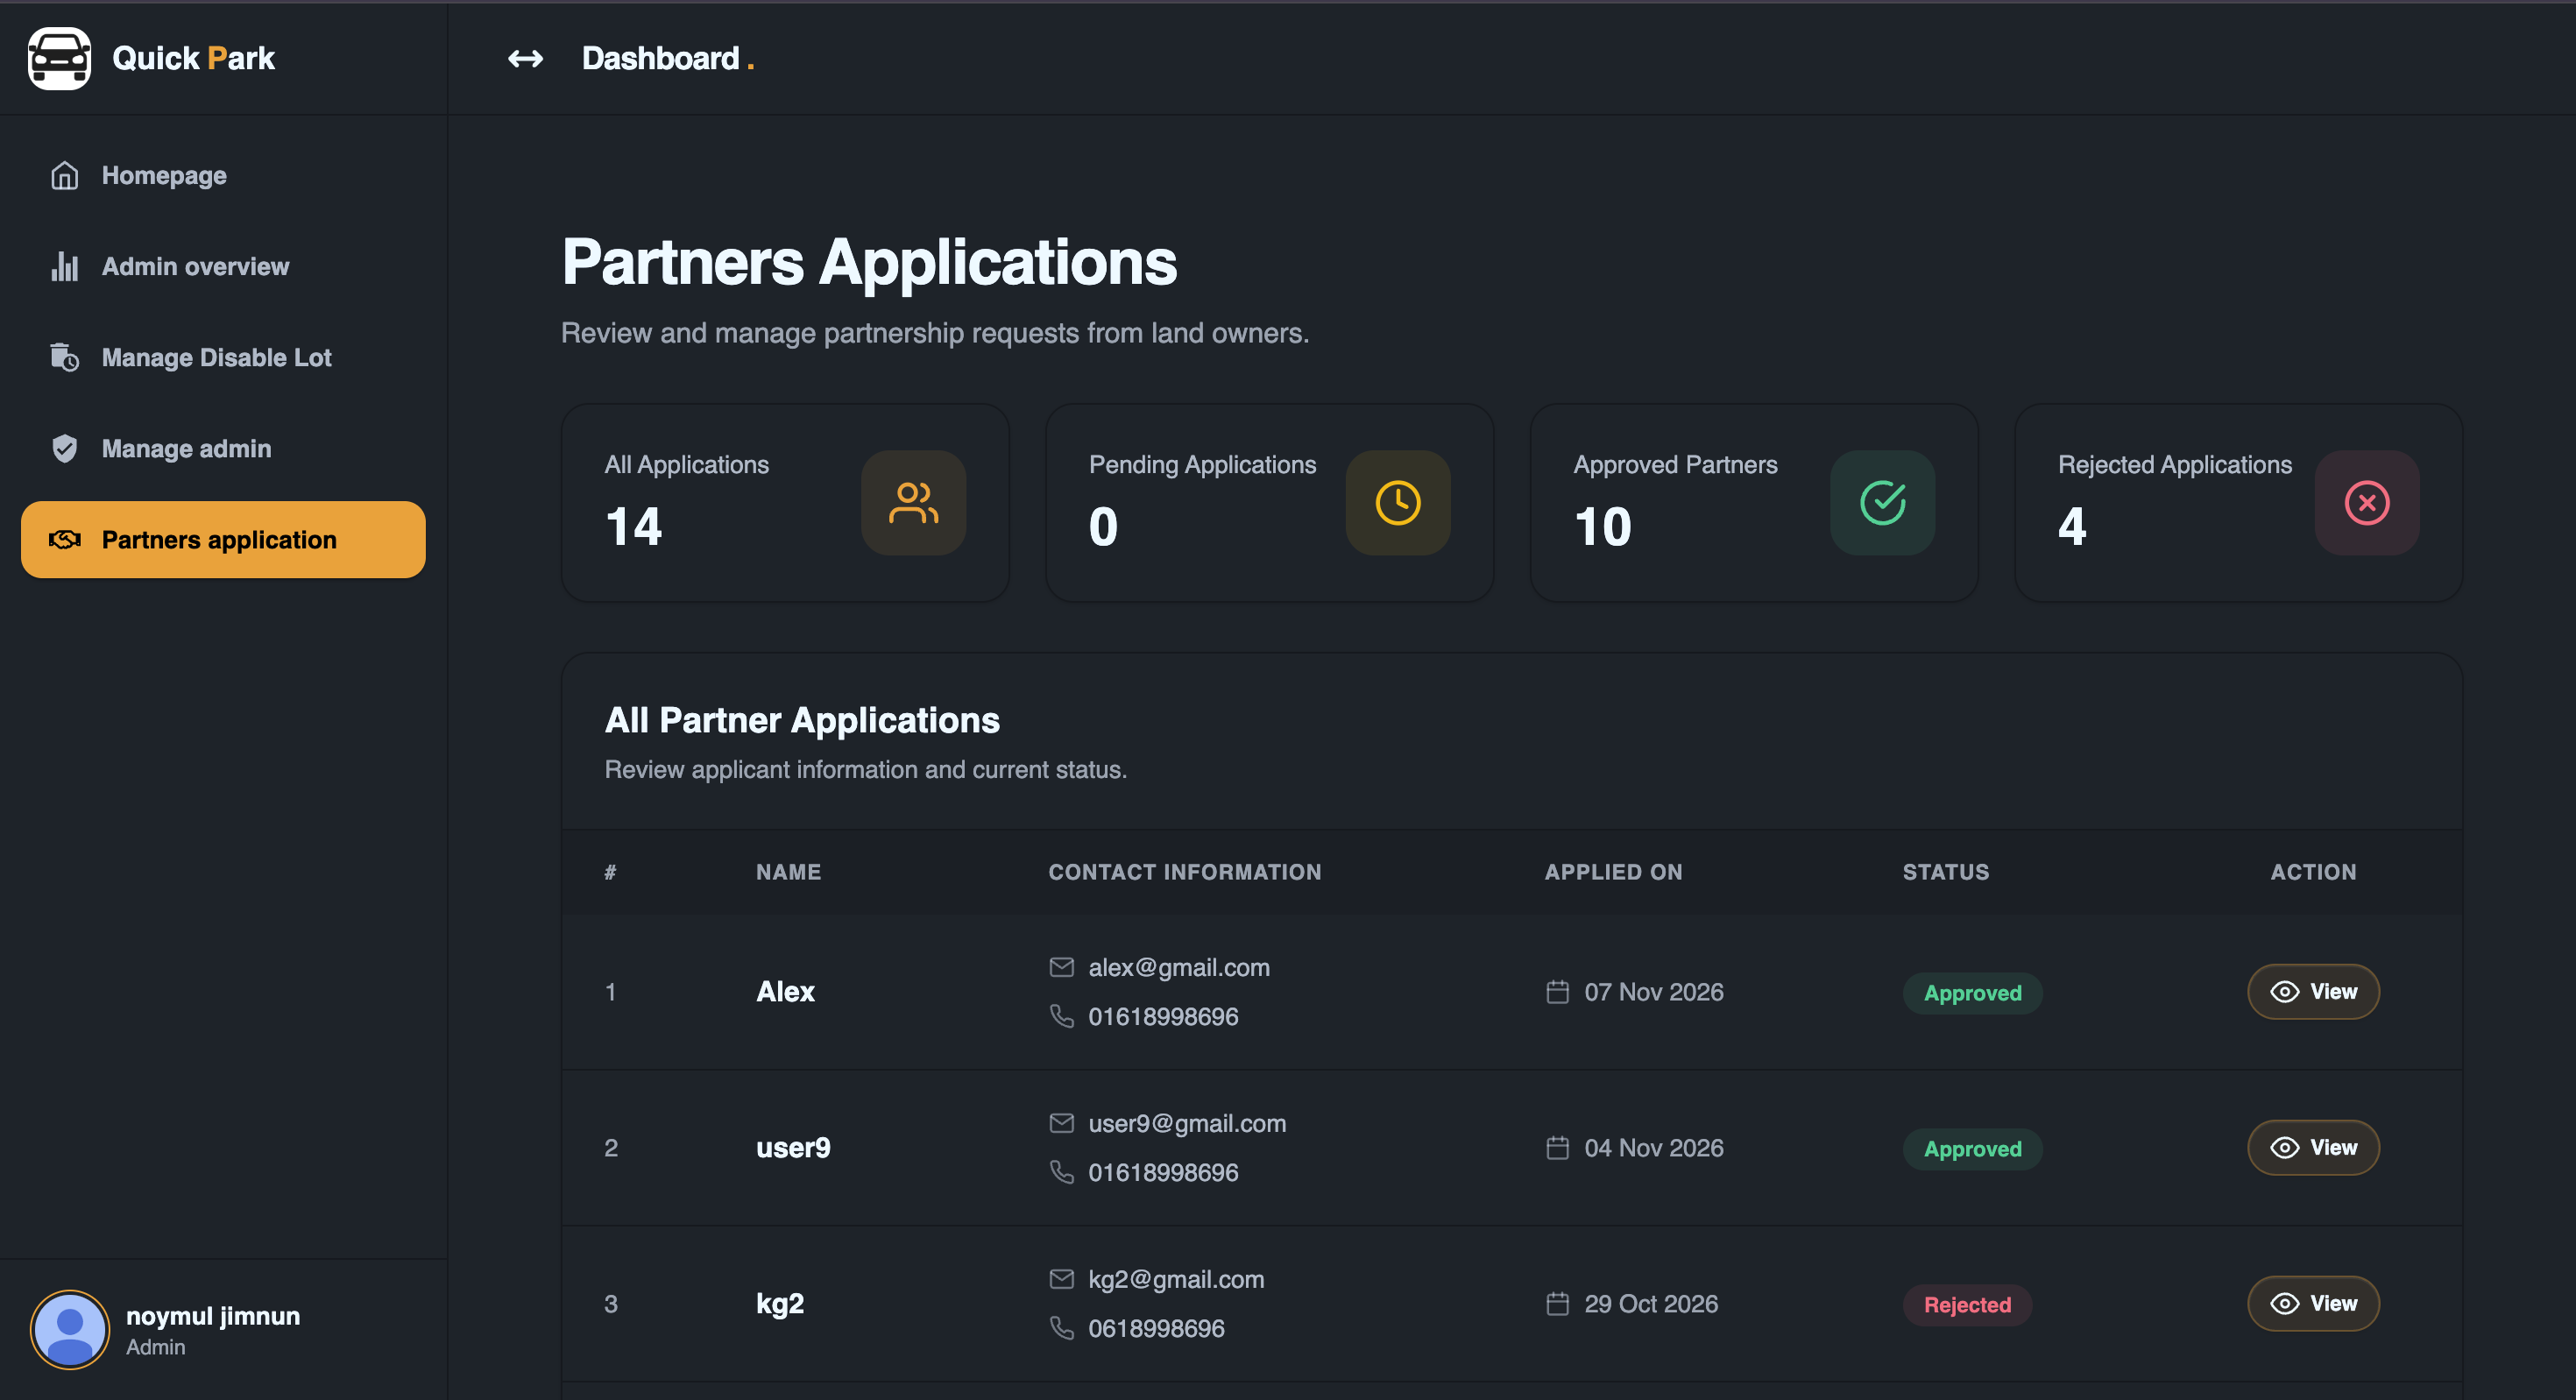 Quick Park
Dashboard .
Homepage
Admin overview
Manage Disable Lot
Manage admin
Partners application
noymul jimnun
Admin
Partners Applications
Review and manage partnership requests from land owners.
All Applications
14
Pending Applications
0
Approved Partners
10
Rejected Applications
4
All Partner Applications
Review applicant information and current status.
# NAME CONTACT INFORMATION APPLIED ON STATUS ACTION
1 Alex alex@gmail.com 07 Nov 2026 Approved View
01618998696
2 user9 user9@gmail.com 04 Nov 2026 Approved View
01618998696
3 kg2 kg2@gmail.com 29 Oct 2026 Rejected View
0618998696